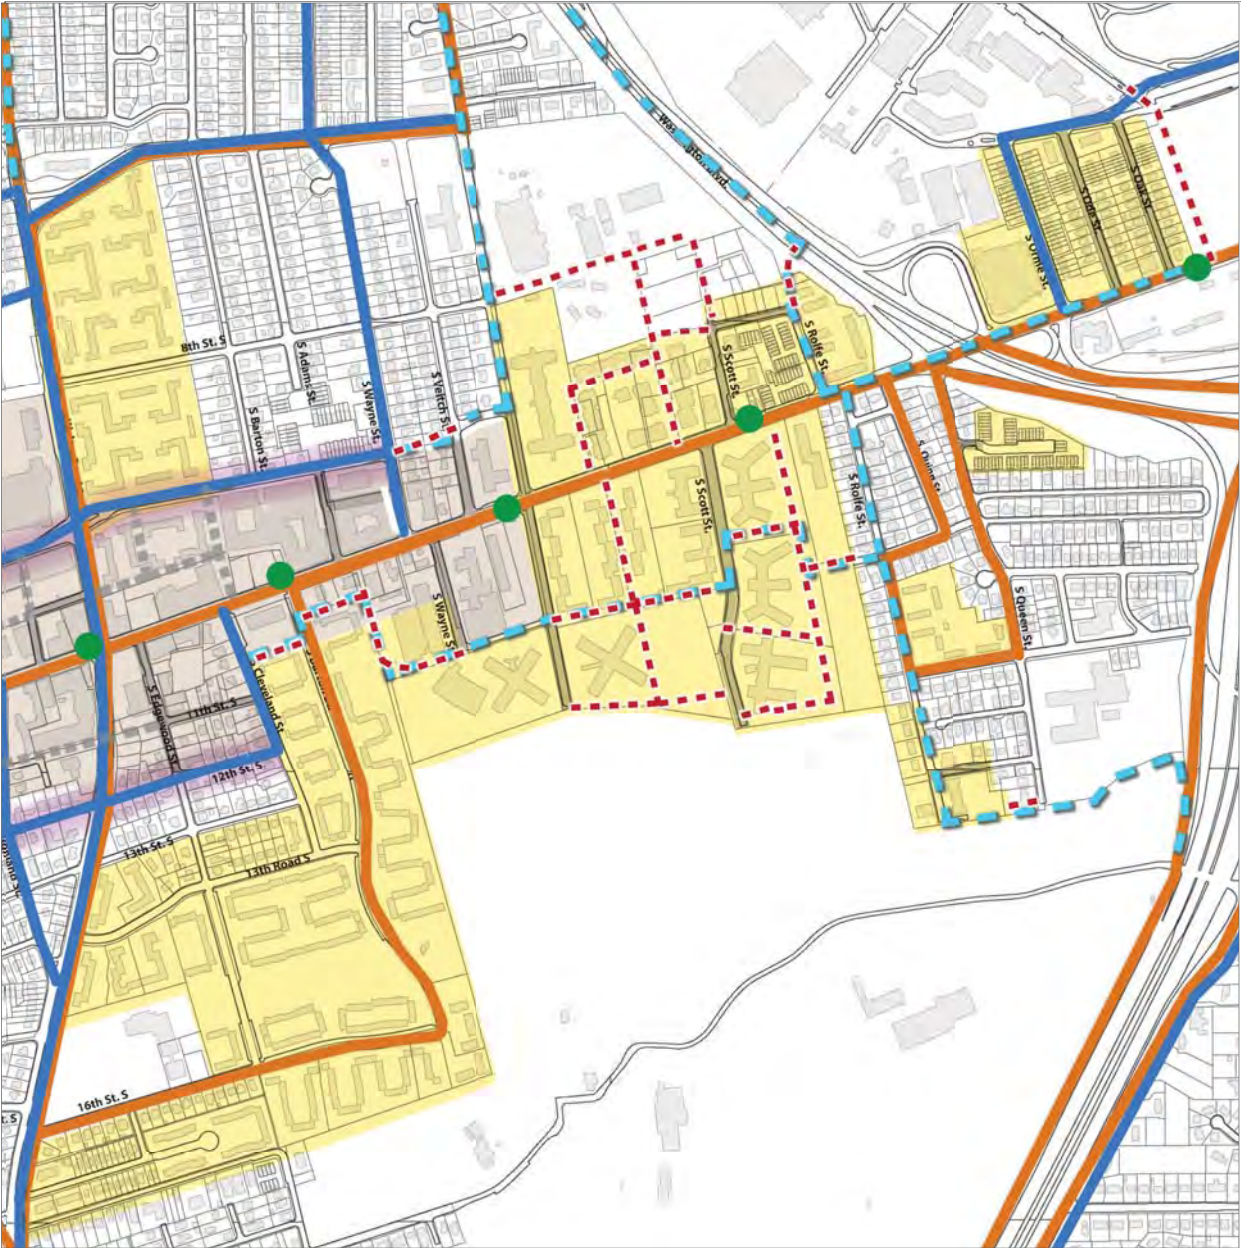 Washington Blvd.
S Oak St.
S Ode St.
S Orme St.
8th St. S
S Adams St.
S Barton St.
S Wayne St.
S Veitch St.
S Scott St.
S Rolfe St.
S Quinn St.
S Scott St.
S Rolfe St.
S Queen St.
S Wayne St.
S Cleveland St.
S Edgewood St.
11th St. S
12th St. S
13th St. S
13th Road S
16th St. S